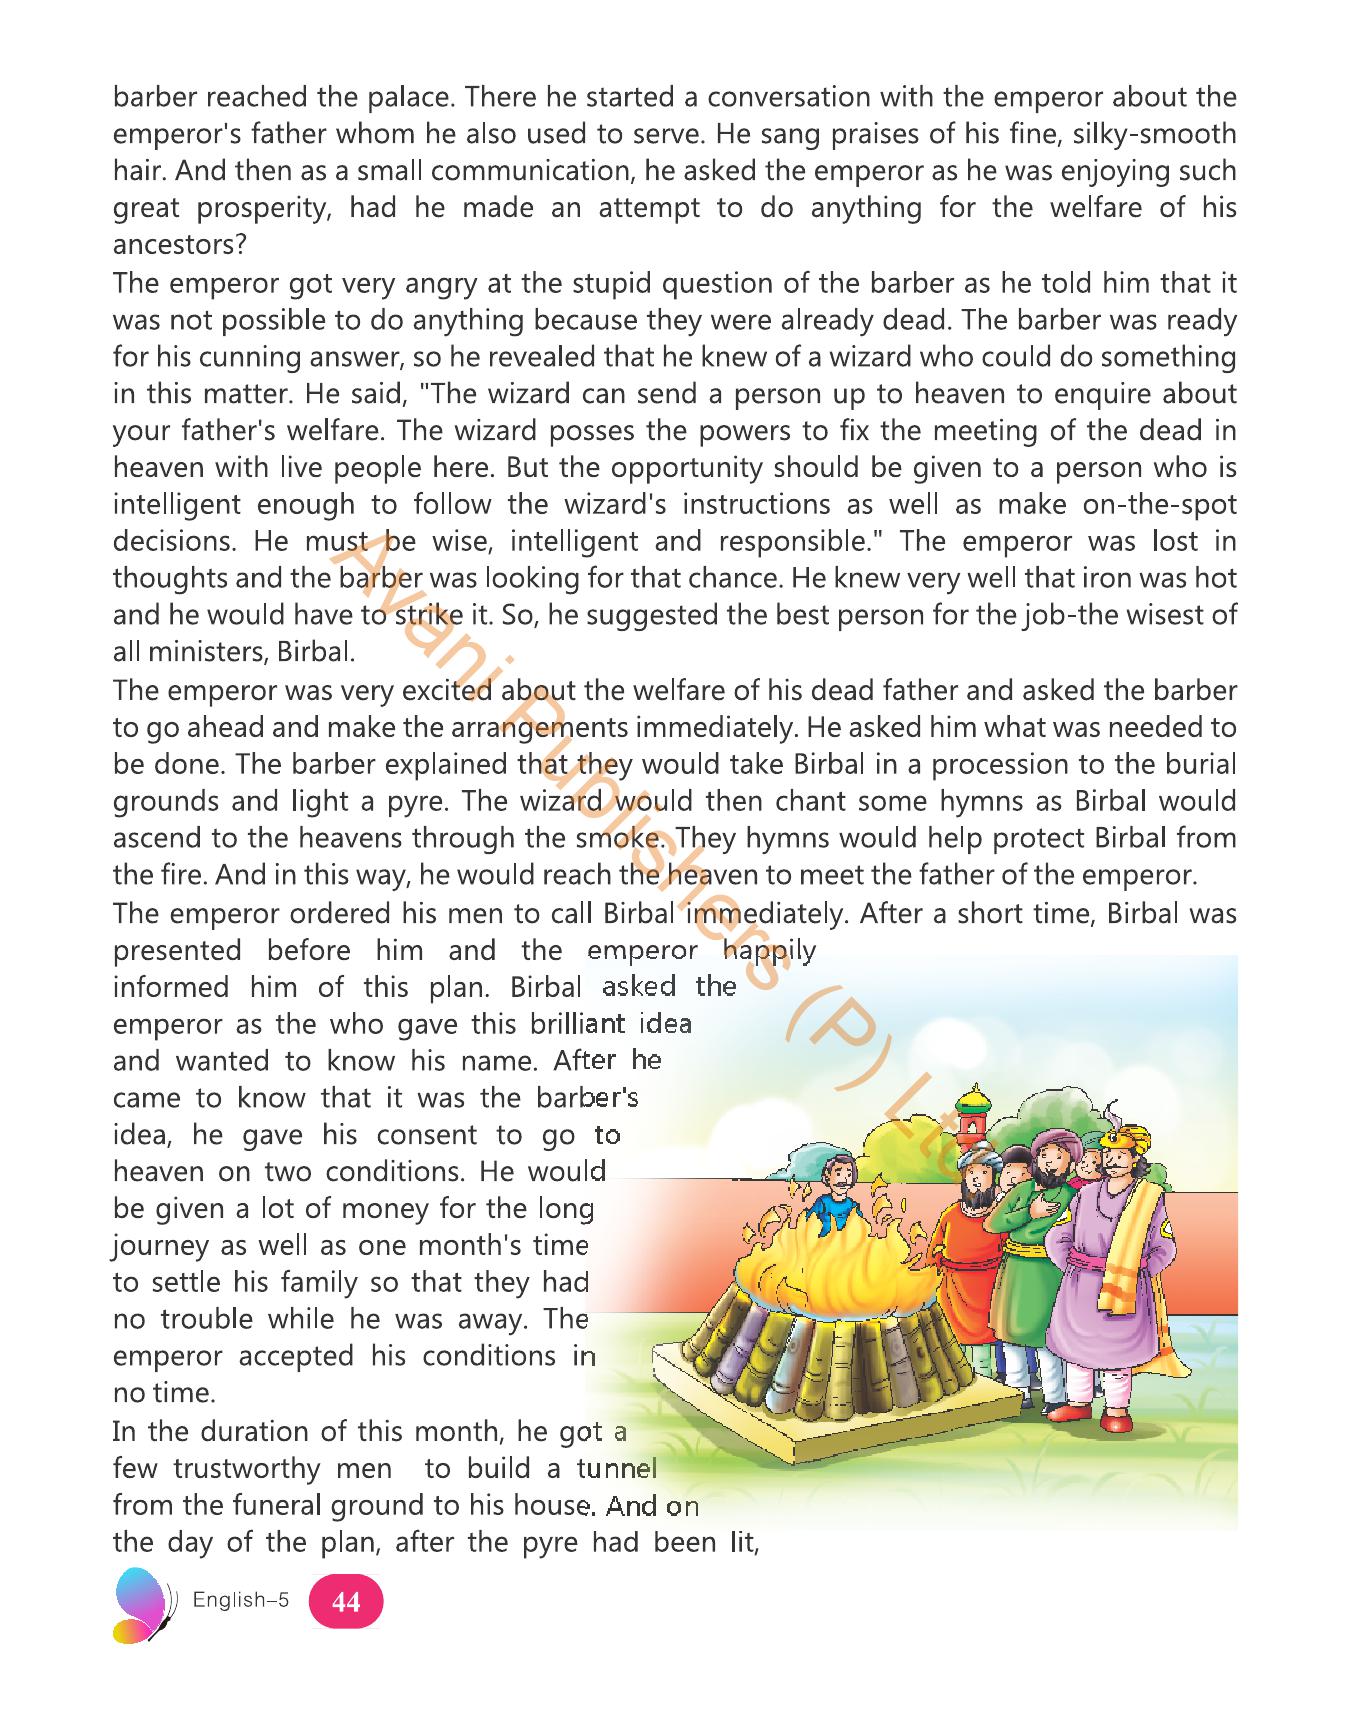 barber reached the palace. There he started a conversation with the emperor about the
emperor's father whom he also used to serve. He sang praises of his fine, silky-smooth
hair. And then as a small communication, he asked the emperor as he was enjoying such
great prosperity, had he made an attempt to do anything for the welfare of his
ancestors?
The emperor got very angry at the stupid question of the barber as he told him that it
was not possible to do anything because they were already dead. The barber was ready
for his cunning answer, so he revealed that he knew of a wizard who could do something
in this matter. He said, "The wizard can send a person up to heaven to enquire about
your father's welfare. The wizard posses the powers to fix the meeting of the dead in
heaven with live people here. But the opportunity should be given to a person who is
intelligent enough to follow the wizard's instructions as well as make on-the-spot
decisions. He must be wise, intelligent and responsible." The emperor was lost in
thoughts and the barber was looking for that chance. He knew very well that iron was hot
and he would have to strike it. So, he suggested the best person for the job-the wisest of
all ministers, Birbal.
The emperor was very excited about the welfare of his dead father and asked the barber
to go ahead and make the arrangements immediately. He asked him what was needed to
be done. The barber explained that they would take Birbal in a procession to the burial
grounds and light a pyre. The wizard would then chant some hymns as Birbal would
ascend to the heavens through the smoke. They hymns would help protect Birbal from
the fire. And in this way, he would reach the heaven to meet the father of the emperor.
The emperor ordered his men to call Birbal immediately. After a short time, Birbal was
presented before him and the emperor happily
informed him of this plan. Birbal asked the
emperor as the who gave this brilliant idea
and wanted to know his name. After he
came to know that it was the barber's
idea, he gave his consent to go to
heaven on two conditions. He would
be given a lot of money for the long
journey as well as one month's time
to settle his family so that they had
no trouble while he was away. The
emperor accepted his conditions in
no time.
In the duration of this month, he got a
few trustworthy men to build a tunnel
from the funeral ground to his house. And on
the day of the plan, after the pyre had been lit,
English–5 44
Avani Publishers (P) Lt